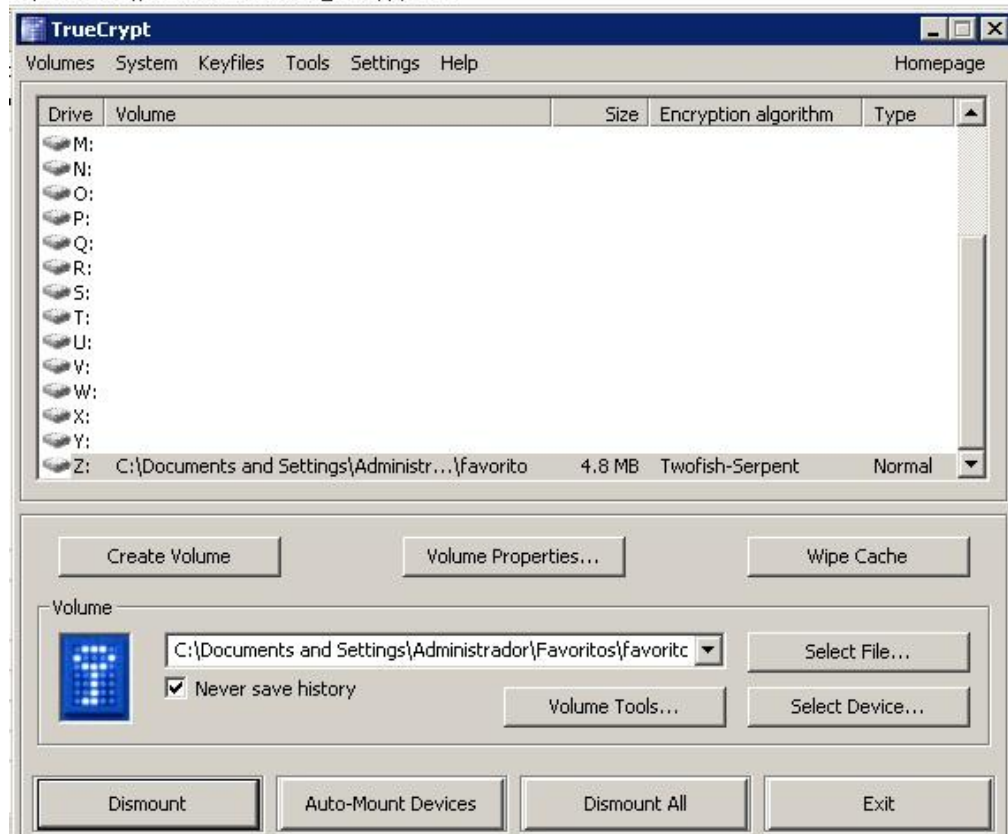 TrueCrypt
Volumes System Keyfiles Tools Settings Help Homepage
Drive Volume Size Encryption algorithm Type
M:
N:
O:
P:
Q:
R:
S:
T:
U:
V:
W:
X:
Y:
Z: C:\Documents and Settings\Administr...\favorito 4.8 MB Twofish-Serpent Normal
Create Volume Volume Properties... Wipe Cache
Volume
C:\Documents and Settings\Administrador\Favoritos\favoritc Select File...
Never save history
Volume Tools... Select Device...
Dismount Auto-Mount Devices Dismount All Exit